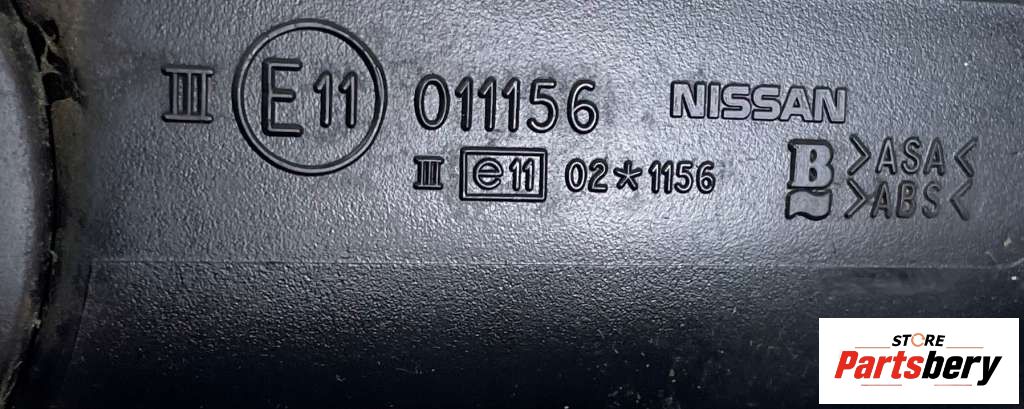 III E11 011156 NISSAN
III e11 02*1156 B >ASA<
>ABS<
STORE
Partsbery